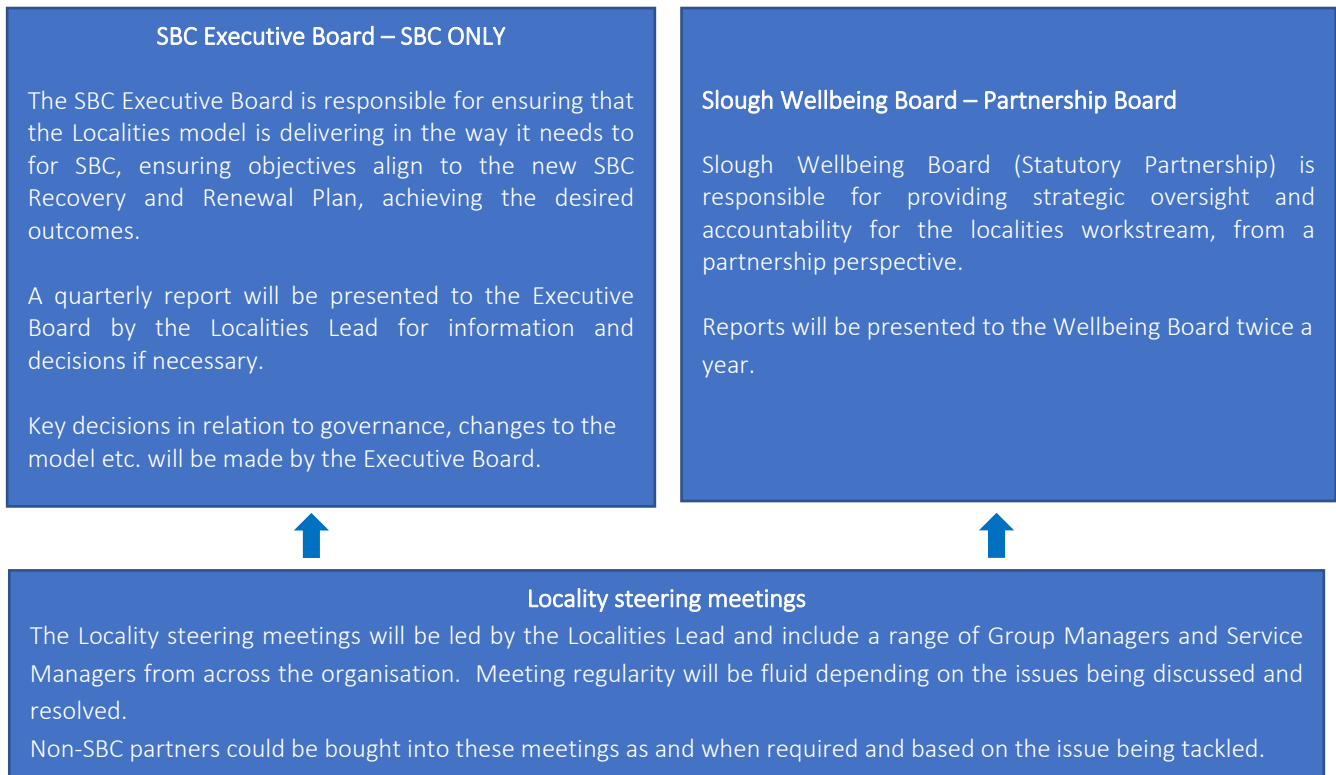 SBC Executive Board – SBC ONLY
The SBC Executive Board is responsible for ensuring that
the Localities model is delivering in the way it needs to
for SBC, ensuring objectives align to the new SBC
Recovery and Renewal Plan, achieving the desired
outcomes.
A quarterly report will be presented to the Executive
Board by the Localities Lead for information and
decisions if necessary.
Key decisions in relation to governance, changes to the
model etc. will be made by the Executive Board.
Slough Wellbeing Board – Partnership Board
Slough Wellbeing Board (Statutory Partnership) is
responsible for providing strategic oversight and
accountability for the localities workstream, from a
partnership perspective.
Reports will be presented to the Wellbeing Board twice a
year.
Locality steering meetings
The Locality steering meetings will be led by the Localities Lead and include a range of Group Managers and Service
Managers from across the organisation.  Meeting regularity will be fluid depending on the issues being discussed and
resolved.
Non-SBC partners could be bought into these meetings as and when required and based on the issue being tackled.